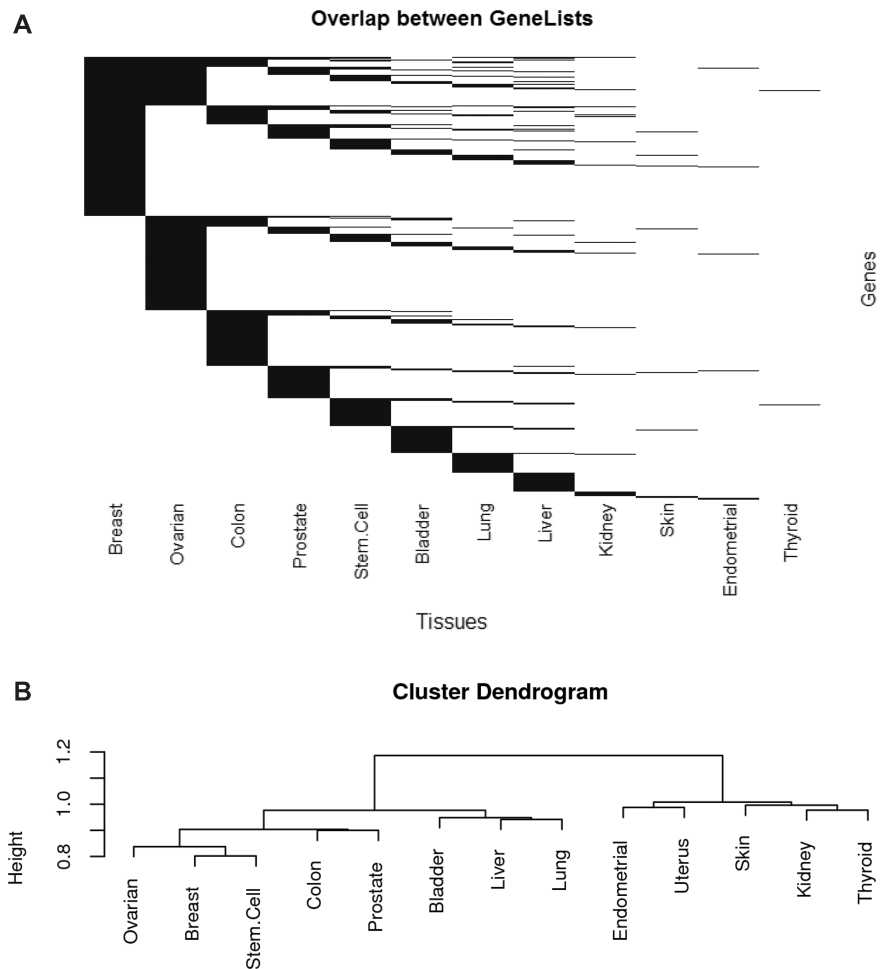 A
Overlap between GeneLists
Genes
Breast
Ovarian
Colon
Prostate
Stem.Cell
Bladder
Lung
Liver
Kidney
Skin
Endometrial
Thyroid
Tissues
B
Cluster Dendrogram
Height
1.2
1.0
0.8
Ovarian
Breast
Stem.Cell
Colon
Prostate
Bladder
Liver
Lung
Endometrial
Uterus
Skin
Kidney
Thyroid